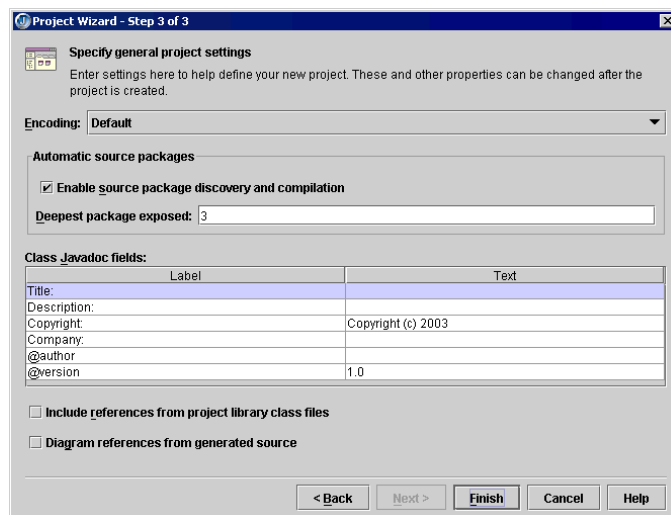 Project Wizard - Step 3 of 3
Specify general project settings
Enter settings here to help define your new project. These and other properties can be changed after the
project is created.
Encoding: Default
Automatic source packages
Enable source package discovery and compilation
Deepest package exposed: 3
Class Javadoc fields:
Label Text
Title:
Description:
Copyright: Copyright (c) 2003
Company:
@author
@version 1.0
Include references from project library class files
Diagram references from generated source
< Back Next > Finish Cancel Help